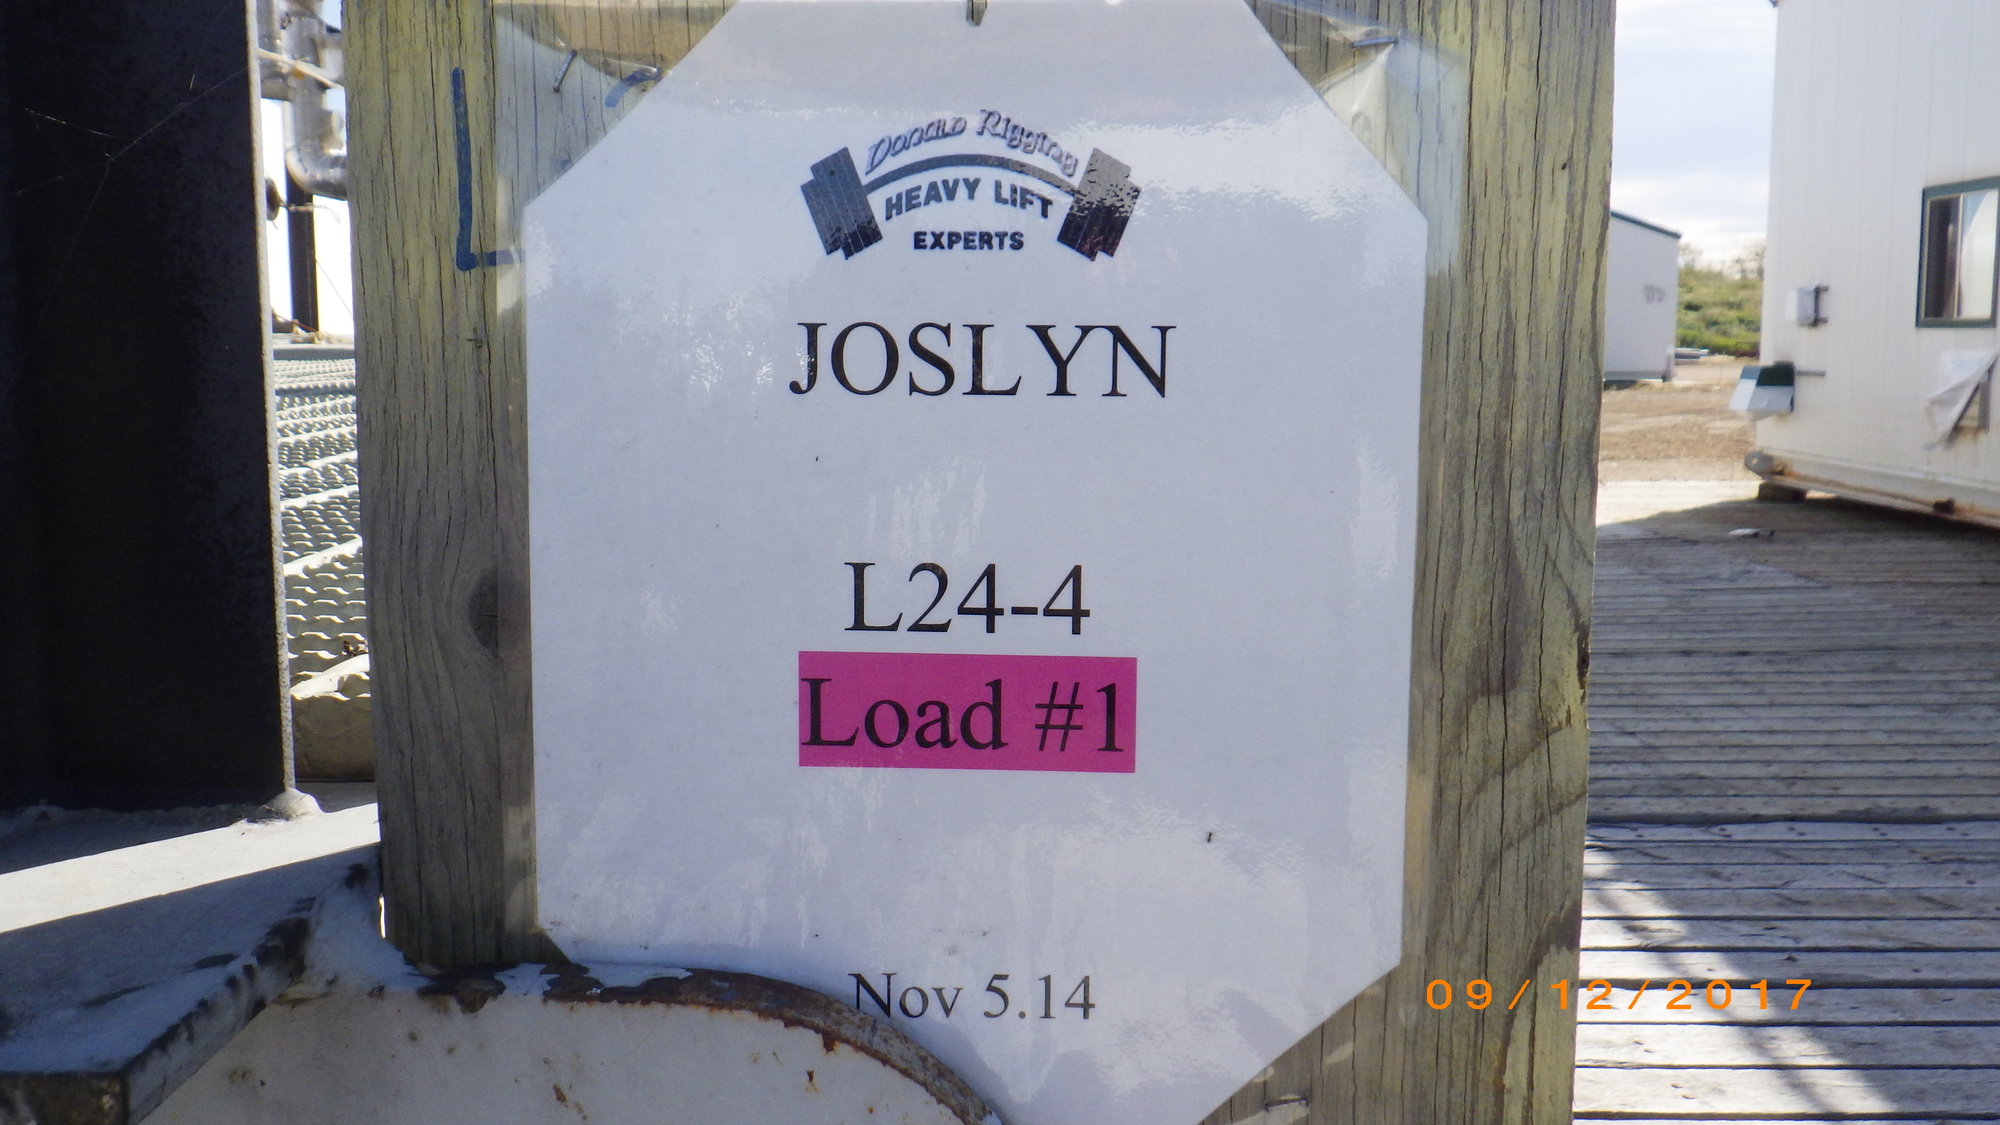 Donald Rigging
HEAVY LIFT
EXPERTS
JOSLYN
L24-4
Load #1
Nov 5.14
09/12/2017
L